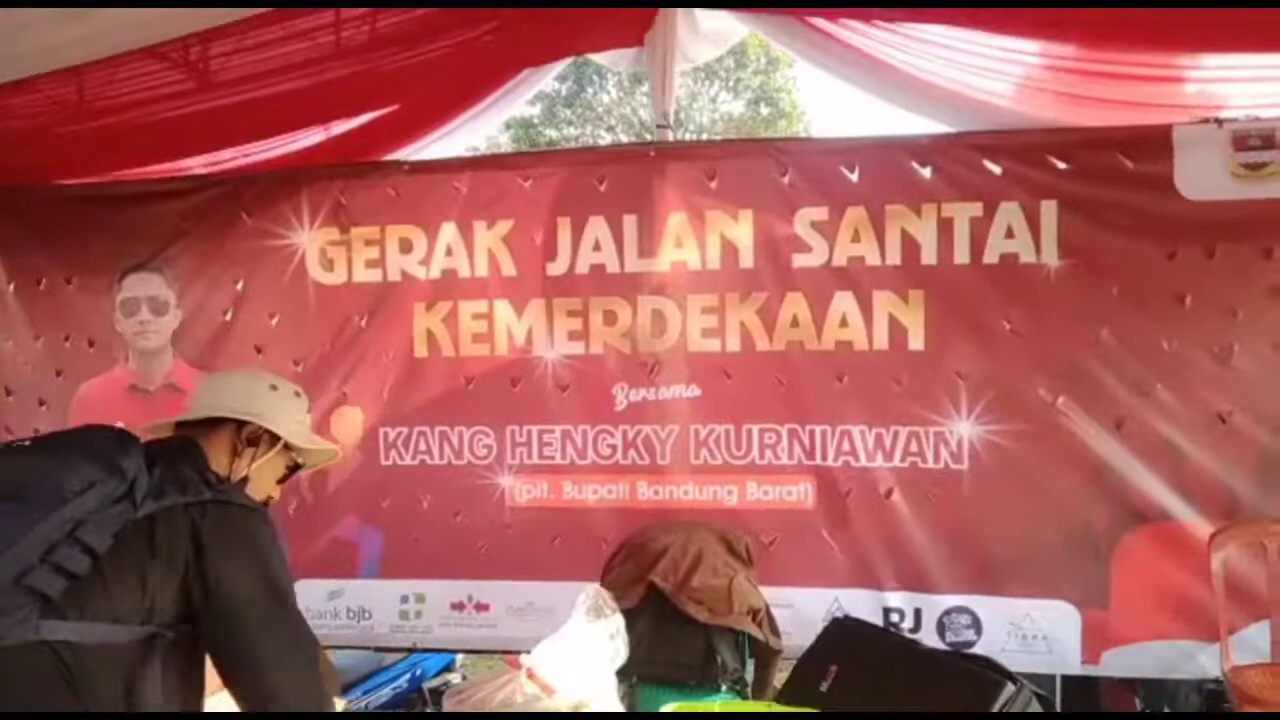 GERAK JALAN SANTAI
KEMERDEKAAN
Bersama
KANG HENGKY KURNIAWAN
(plt. Bupati Bandung Barat)
bank bjb
RJ